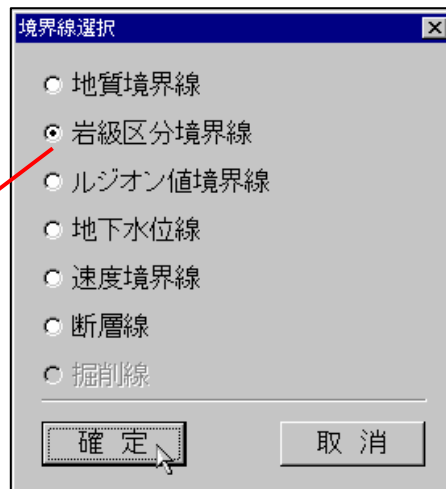 境界線選択
地質境界線
岩級区分境界線
ルジオン値境界線
地下水位線
速度境界線
断層線
掘削線
確 定
取 消